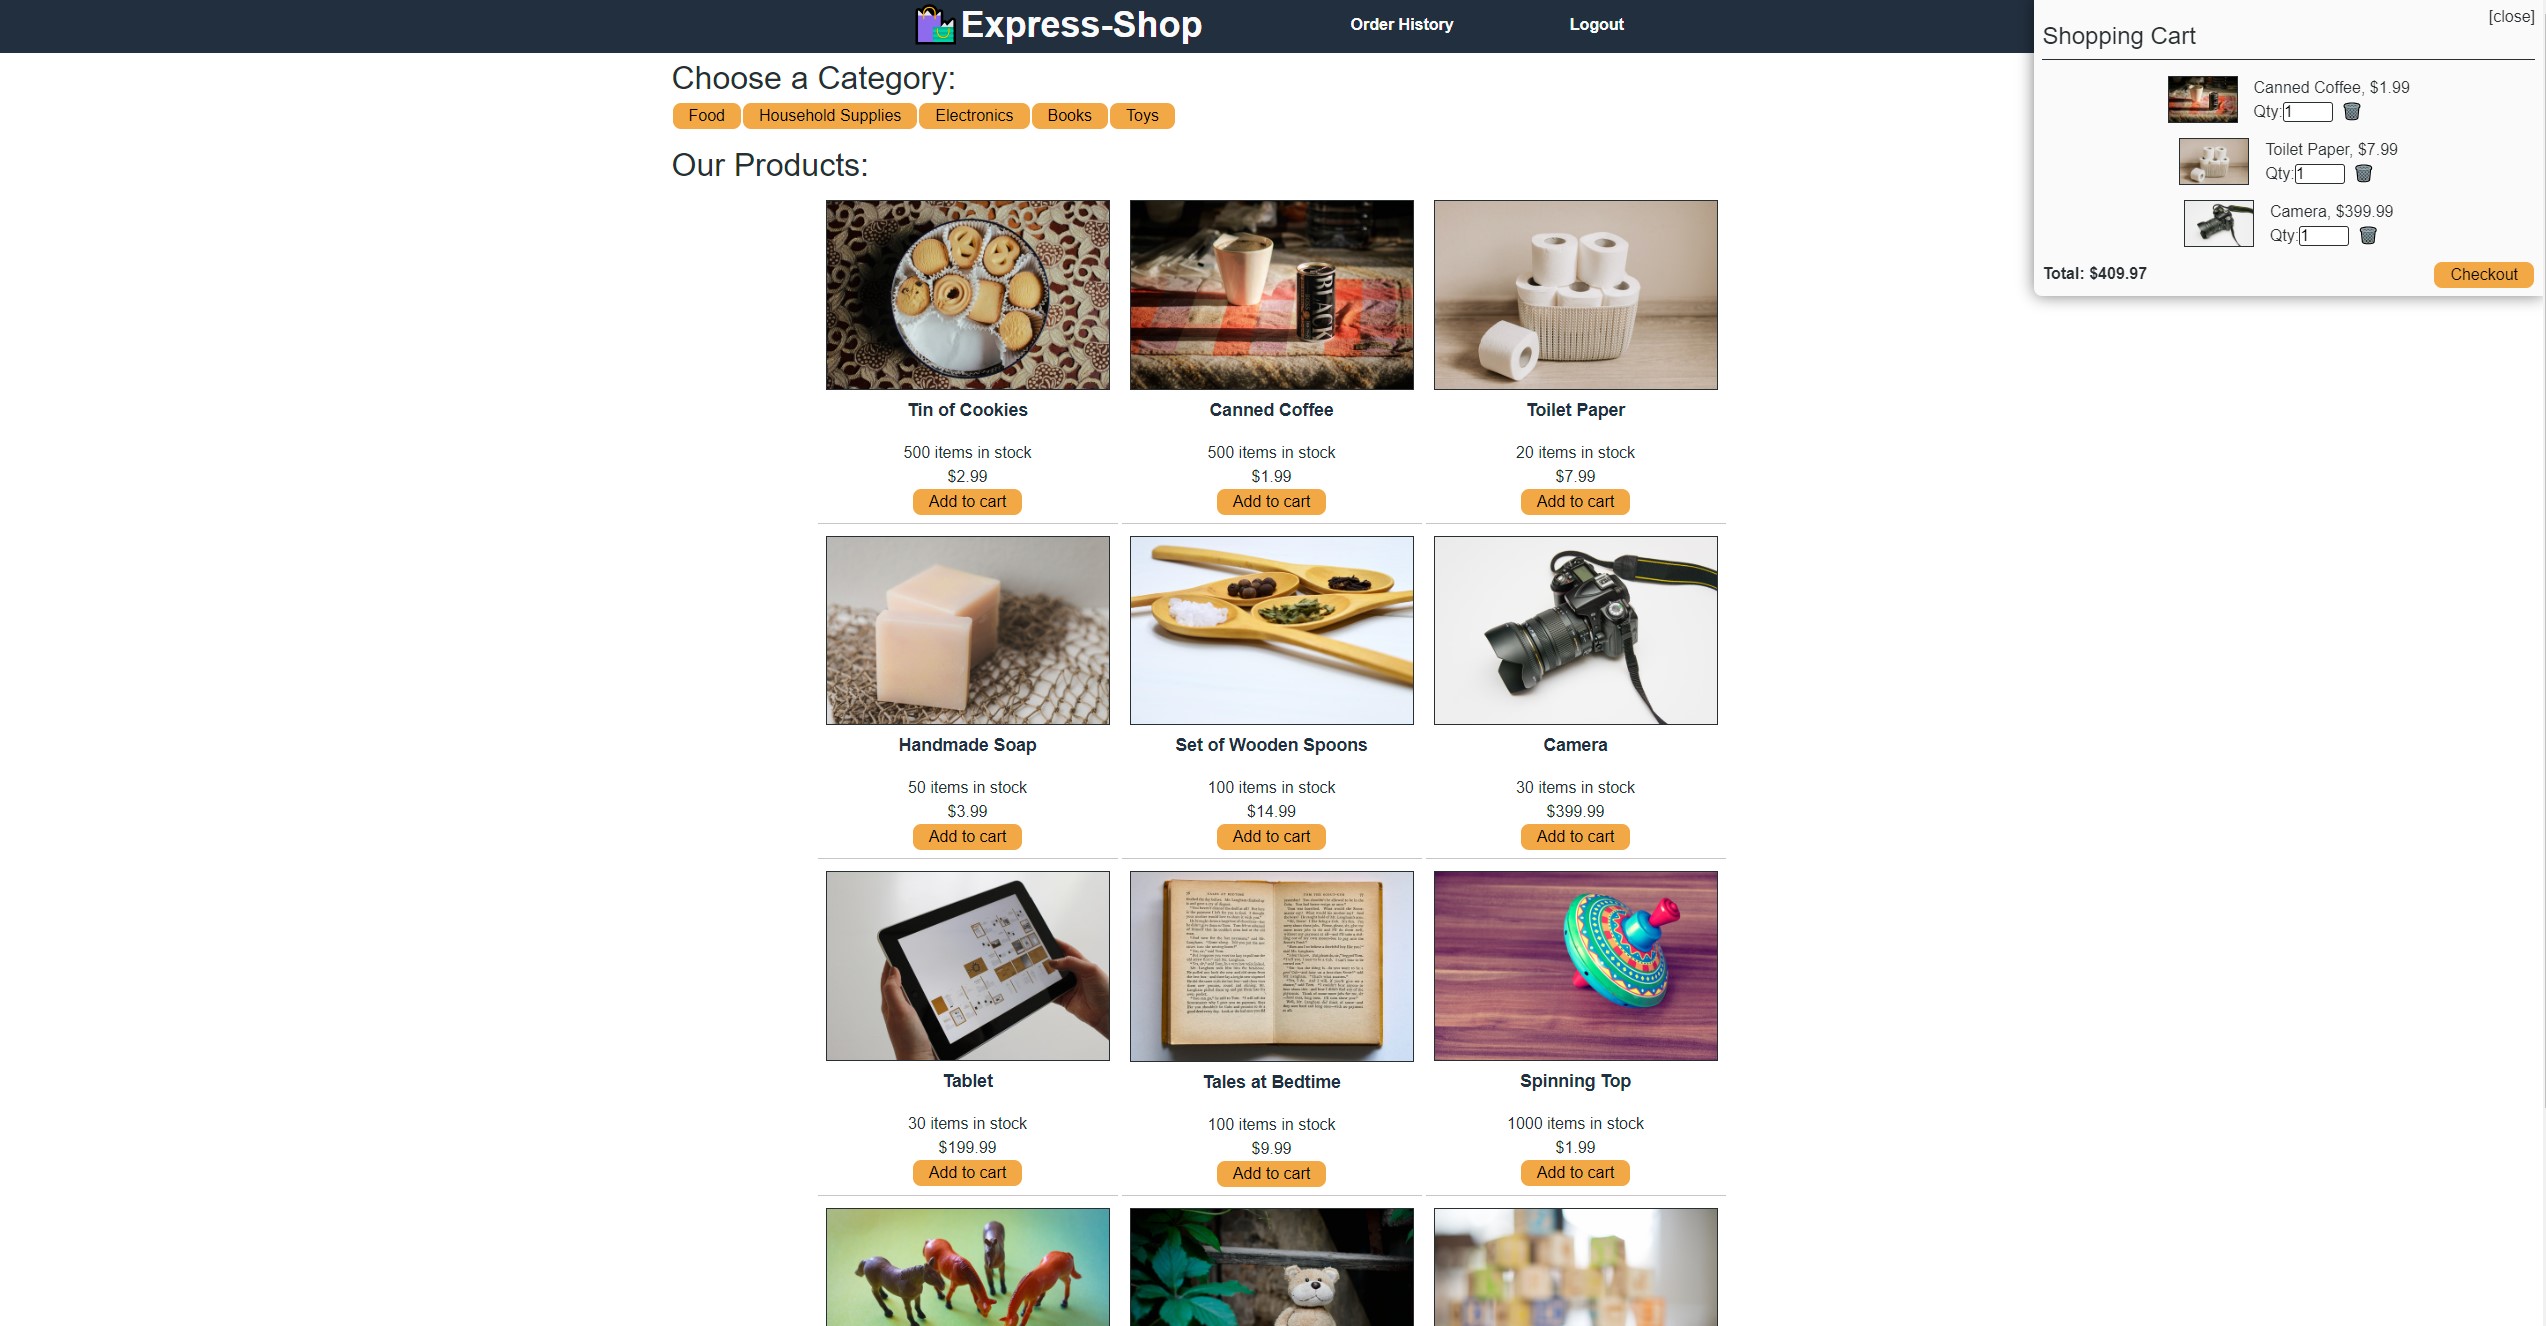 Express-Shop
Order History
Logout
[close]
Shopping Cart
Canned Coffee, $1.99
Qty:1
Toilet Paper, $7.99
Qty:1
Camera, $399.99
Qty:1
Total: $409.97
Checkout
Choose a Category:
Food
Household Supplies
Electronics
Books
Toys
Our Products:
BLACK
Tin of Cookies
500 items in stock
$2.99
Add to cart
Canned Coffee
500 items in stock
$1.99
Add to cart
Toilet Paper
20 items in stock
$7.99
Add to cart
Handmade Soap
50 items in stock
$3.99
Add to cart
Set of Wooden Spoons
100 items in stock
$14.99
Add to cart
Camera
30 items in stock
$399.99
Add to cart
Tablet
30 items in stock
$199.99
Add to cart
Tales at Bedtime
100 items in stock
$9.99
Add to cart
Spinning Top
1000 items in stock
$1.99
Add to cart